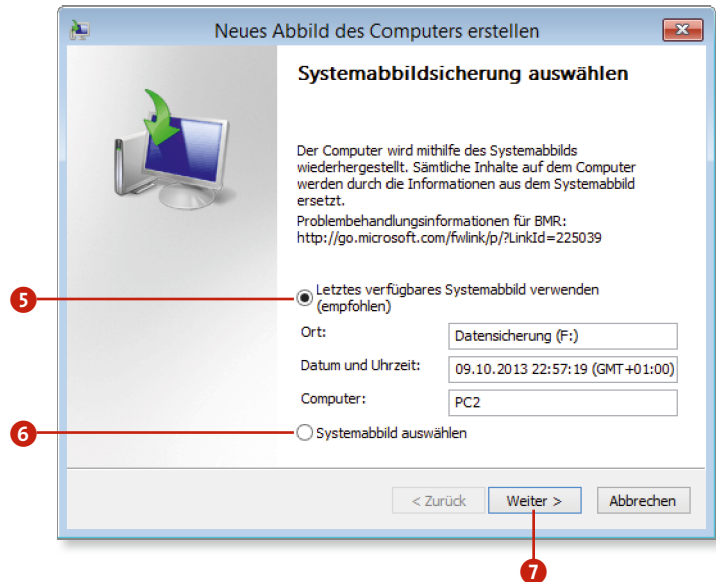 Neues Abbild des Computers erstellen
Systemabbildsicherung auswählen
Der Computer wird mithilfe des Systemabbilds
wiederhergestellt. Sämtliche Inhalte auf dem Computer
werden durch die Informationen aus dem Systemabbild
ersetzt.
Problembehandlungsinformationen für BMR:
http://go.microsoft.com/fwlink/p/?LinkId=225039
5
Letztes verfügbares Systemabbild verwenden
(empfohlen)
Ort: Datensicherung (F:)
Datum und Uhrzeit: 09.10.2013 22:57:19 (GMT+01:00)
Computer: PC2
6 Systemabbild auswählen
< Zurück Weiter > Abbrechen
7